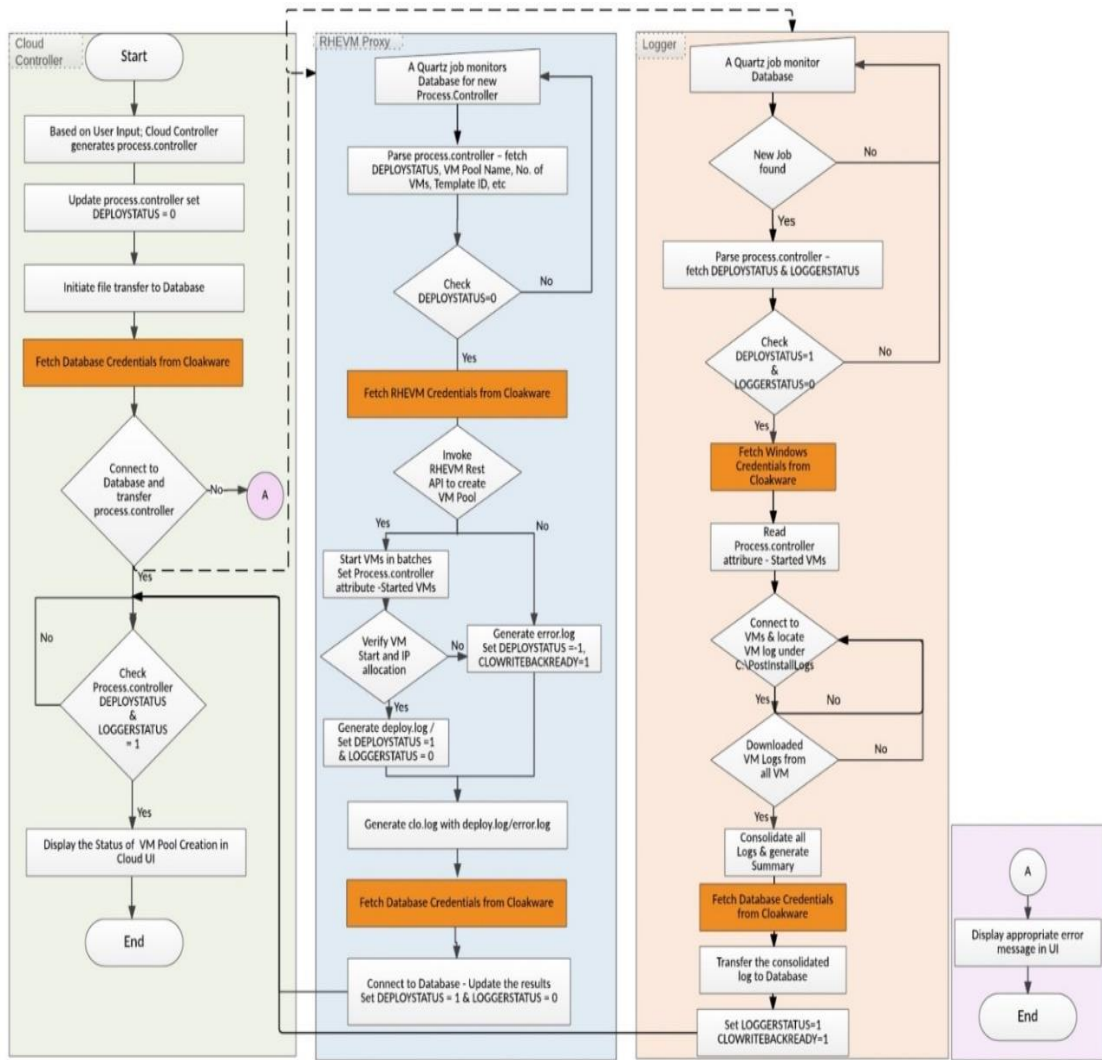 Cloud
Controller
Start
Based on User Input; Cloud Controller
generates process.controller
Update process.controller set
DEPLOYSTATUS = 0
Initiate file transfer to Database
Fetch Database Credentials from Cloakware
Connect to
Database and
transfer
process.controller
No
A
Yes
No
Check
Process.controller
DEPLOYSTATUS
&
LOGGERSTATUS
= 1
Yes
Display the Status of VM Pool Creation in
Cloud UI
End
RHEVM Proxy
A Quartz job monitors
Database for new
Process.Controller
Parse process.controller – fetch
DEPLOYSTATUS, VM Pool Name, No. of
VMs, Template ID, etc
Check
DEPLOYSTATUS=0
No
Yes
Fetch RHEVM Credentials from Cloakware
Invoke
RHEVM Rest
API to create
VM Pool
Yes
No
Start VMs in batches
Set Process.controller
attribute -Started VMs
Verify VM
Start and IP
allocation
No
Generate error.log
Set DEPLOYSTATUS =-1,
CLOWRITEBACKREADY=1
Yes
Generate deploy.log /
Set DEPLOYSTATUS =1
& LOGGERSTATUS = 0
Generate clo.log with deploy.log/error.log
Fetch Database Credentials from Cloakware
Connect to Database - Update the results
Set DEPLOYSTATUS = 1 & LOGGERSTATUS = 0
Logger
A Quartz job monitor
Database
New Job
found
No
Yes
Parse process.controller –
fetch DEPLOYSTATUS & LOGGERSTATUS
Check
DEPLOYSTATUS=1
&
LOGGERSTATUS=0
No
Yes
Fetch Windows
Credentials from
Cloakware
Read
Process.controller
attribure - Started VMs
Connect to
VMs & locate
VM log under
C:\PostInstallLogs
Yes
No
Downloaded
VM Logs from
all VM
No
Yes
Consolidate all
Logs & generate
Summary
Fetch Database Credentials
from Cloakware
Transfer the consolidated
log to Database
Set LOGGERSTATUS=1
CLOWRITEBACKREADY=1
A
Display appropriate error
message in UI
End